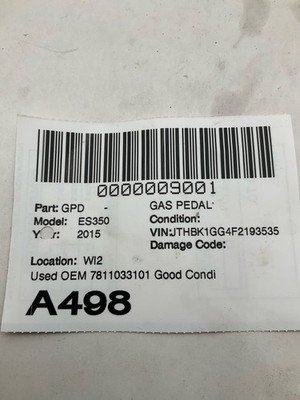 0000009001
Part: GPD - GAS PEDAL
Model: ES350 Condition:
Year: 2015 VIN:JTHBK1GG4F2193535
Damage Code:
Location: WI2
Used OEM 7811033101 Good Condi
A498